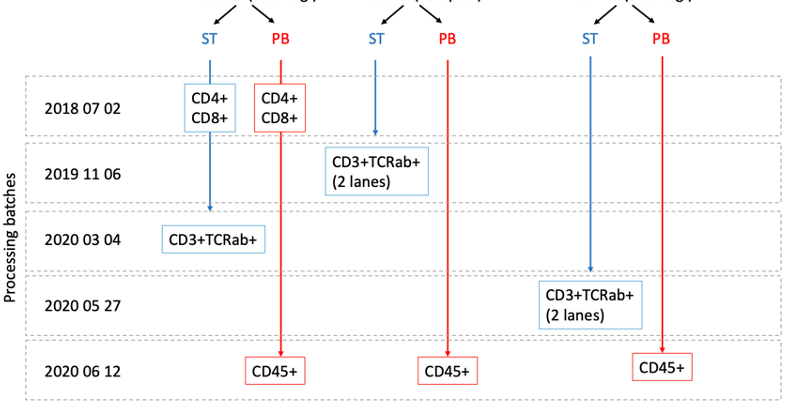 ST PB ST PB ST PB
2018 07 02
CD4+
CD8+
CD4+
CD8+
2019 11 06
CD3+TCRab+
(2 lanes)
2020 03 04
CD3+TCRab+
2020 05 27
CD3+TCRab+
(2 lanes)
2020 06 12
CD45+
CD45+
CD45+
Processing batches